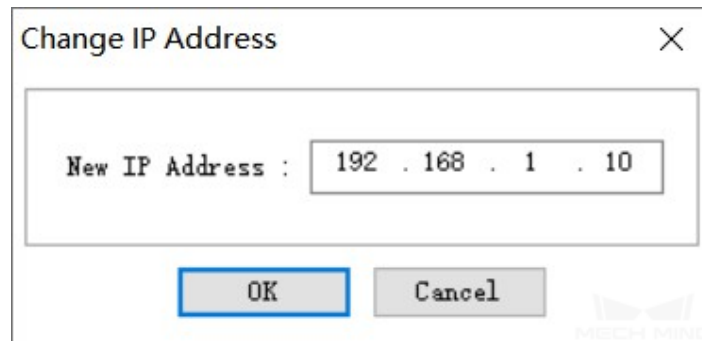 Change IP Address
New IP Address : 192 . 168 . 1 . 10
OK Cancel
MECH MIND